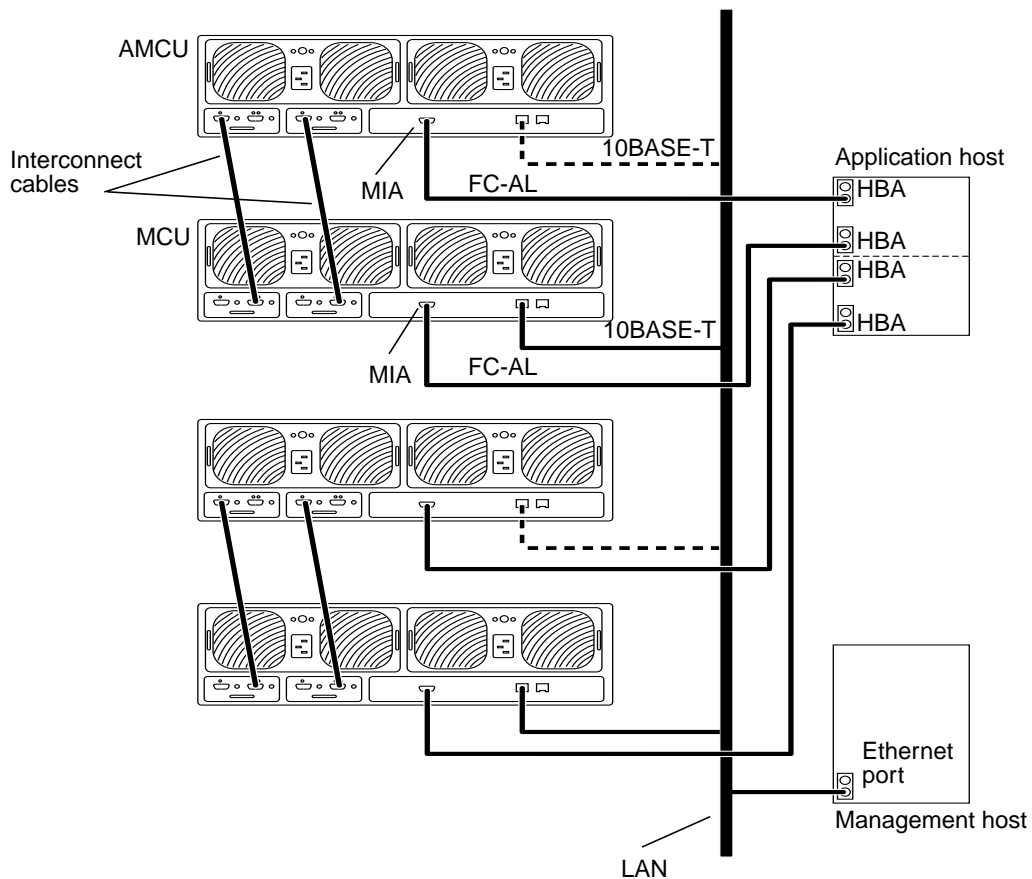 AMCU
10BASE-T
Interconnect
cables
MIA
FC-AL
Application host
HBA
MCU
HBA
HBA
10BASE-T
HBA
MIA
FC-AL
Ethernet
port
Management host
LAN